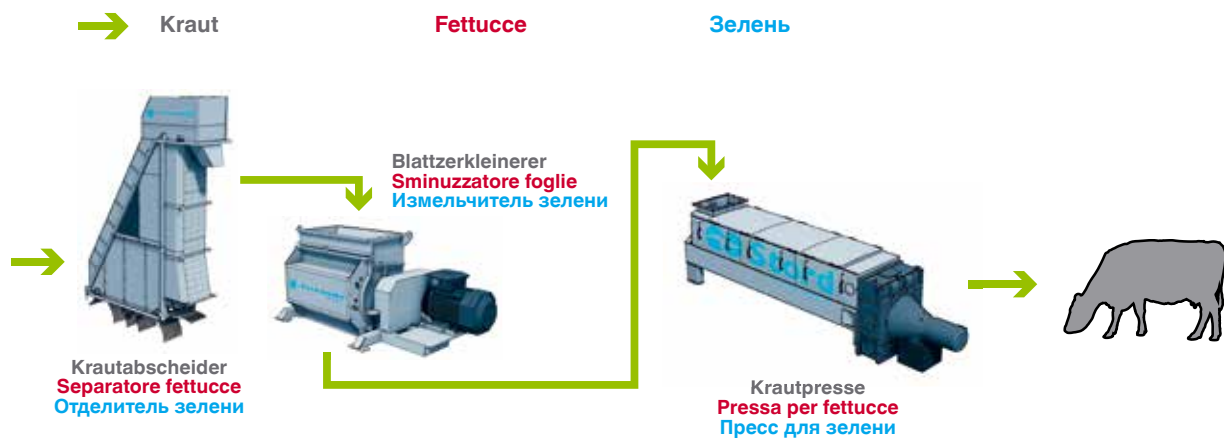 Kraut Fettucce Зелень
Blattzerkleinerer
Sminuzzatore foglie
Измельчитель зелени
Stord
Krautabscheider
Separatore fettucce
Отделитель зелени
Krautpresse
Pressa per fettucce
Пресс для зелени